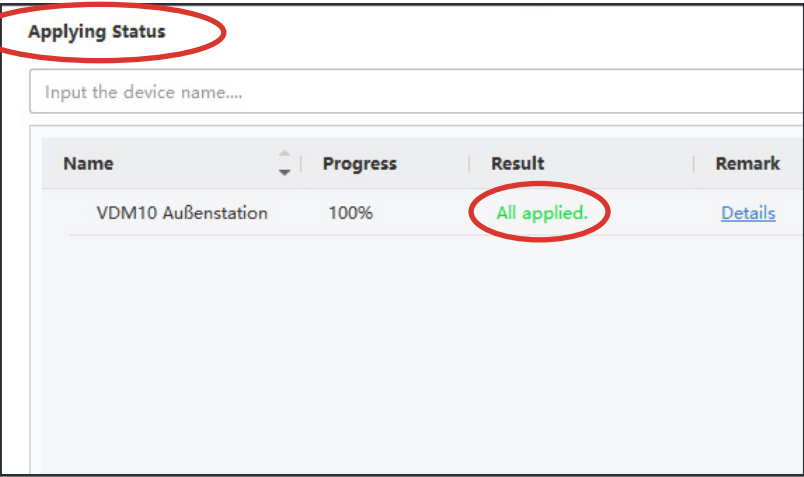 Applying Status
Input the device name....
Name Progress Result Remark
VDM10 Außenstation 100% All applied. Details